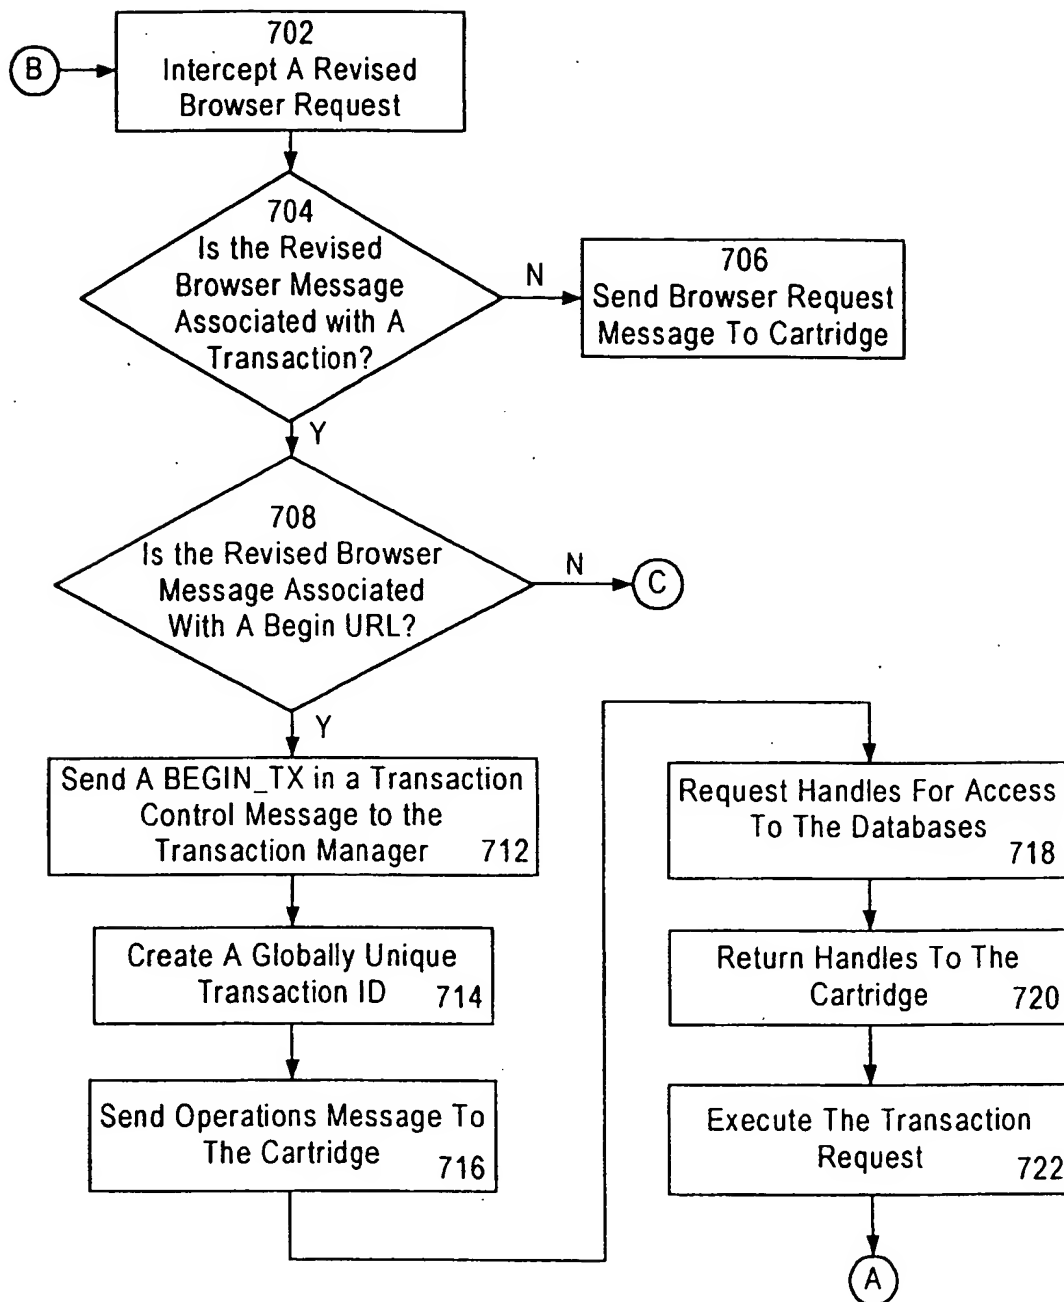 B
702
Intercept A Revised
Browser Request
704
Is the Revised
Browser Message
Associated with A
Transaction?
N
706
Send Browser Request
Message To Cartridge
Y
708
Is the Revised Browser
Message Associated
With A Begin URL?
N
C
Y
Send A BEGIN_TX in a Transaction
Control Message to the
Transaction Manager 712
Create A Globally Unique
Transaction ID 714
Send Operations Message To
The Cartridge 716
Request Handles For Access
To The Databases
718
Return Handles To The
Cartridge 720
Execute The Transaction
Request 722
A